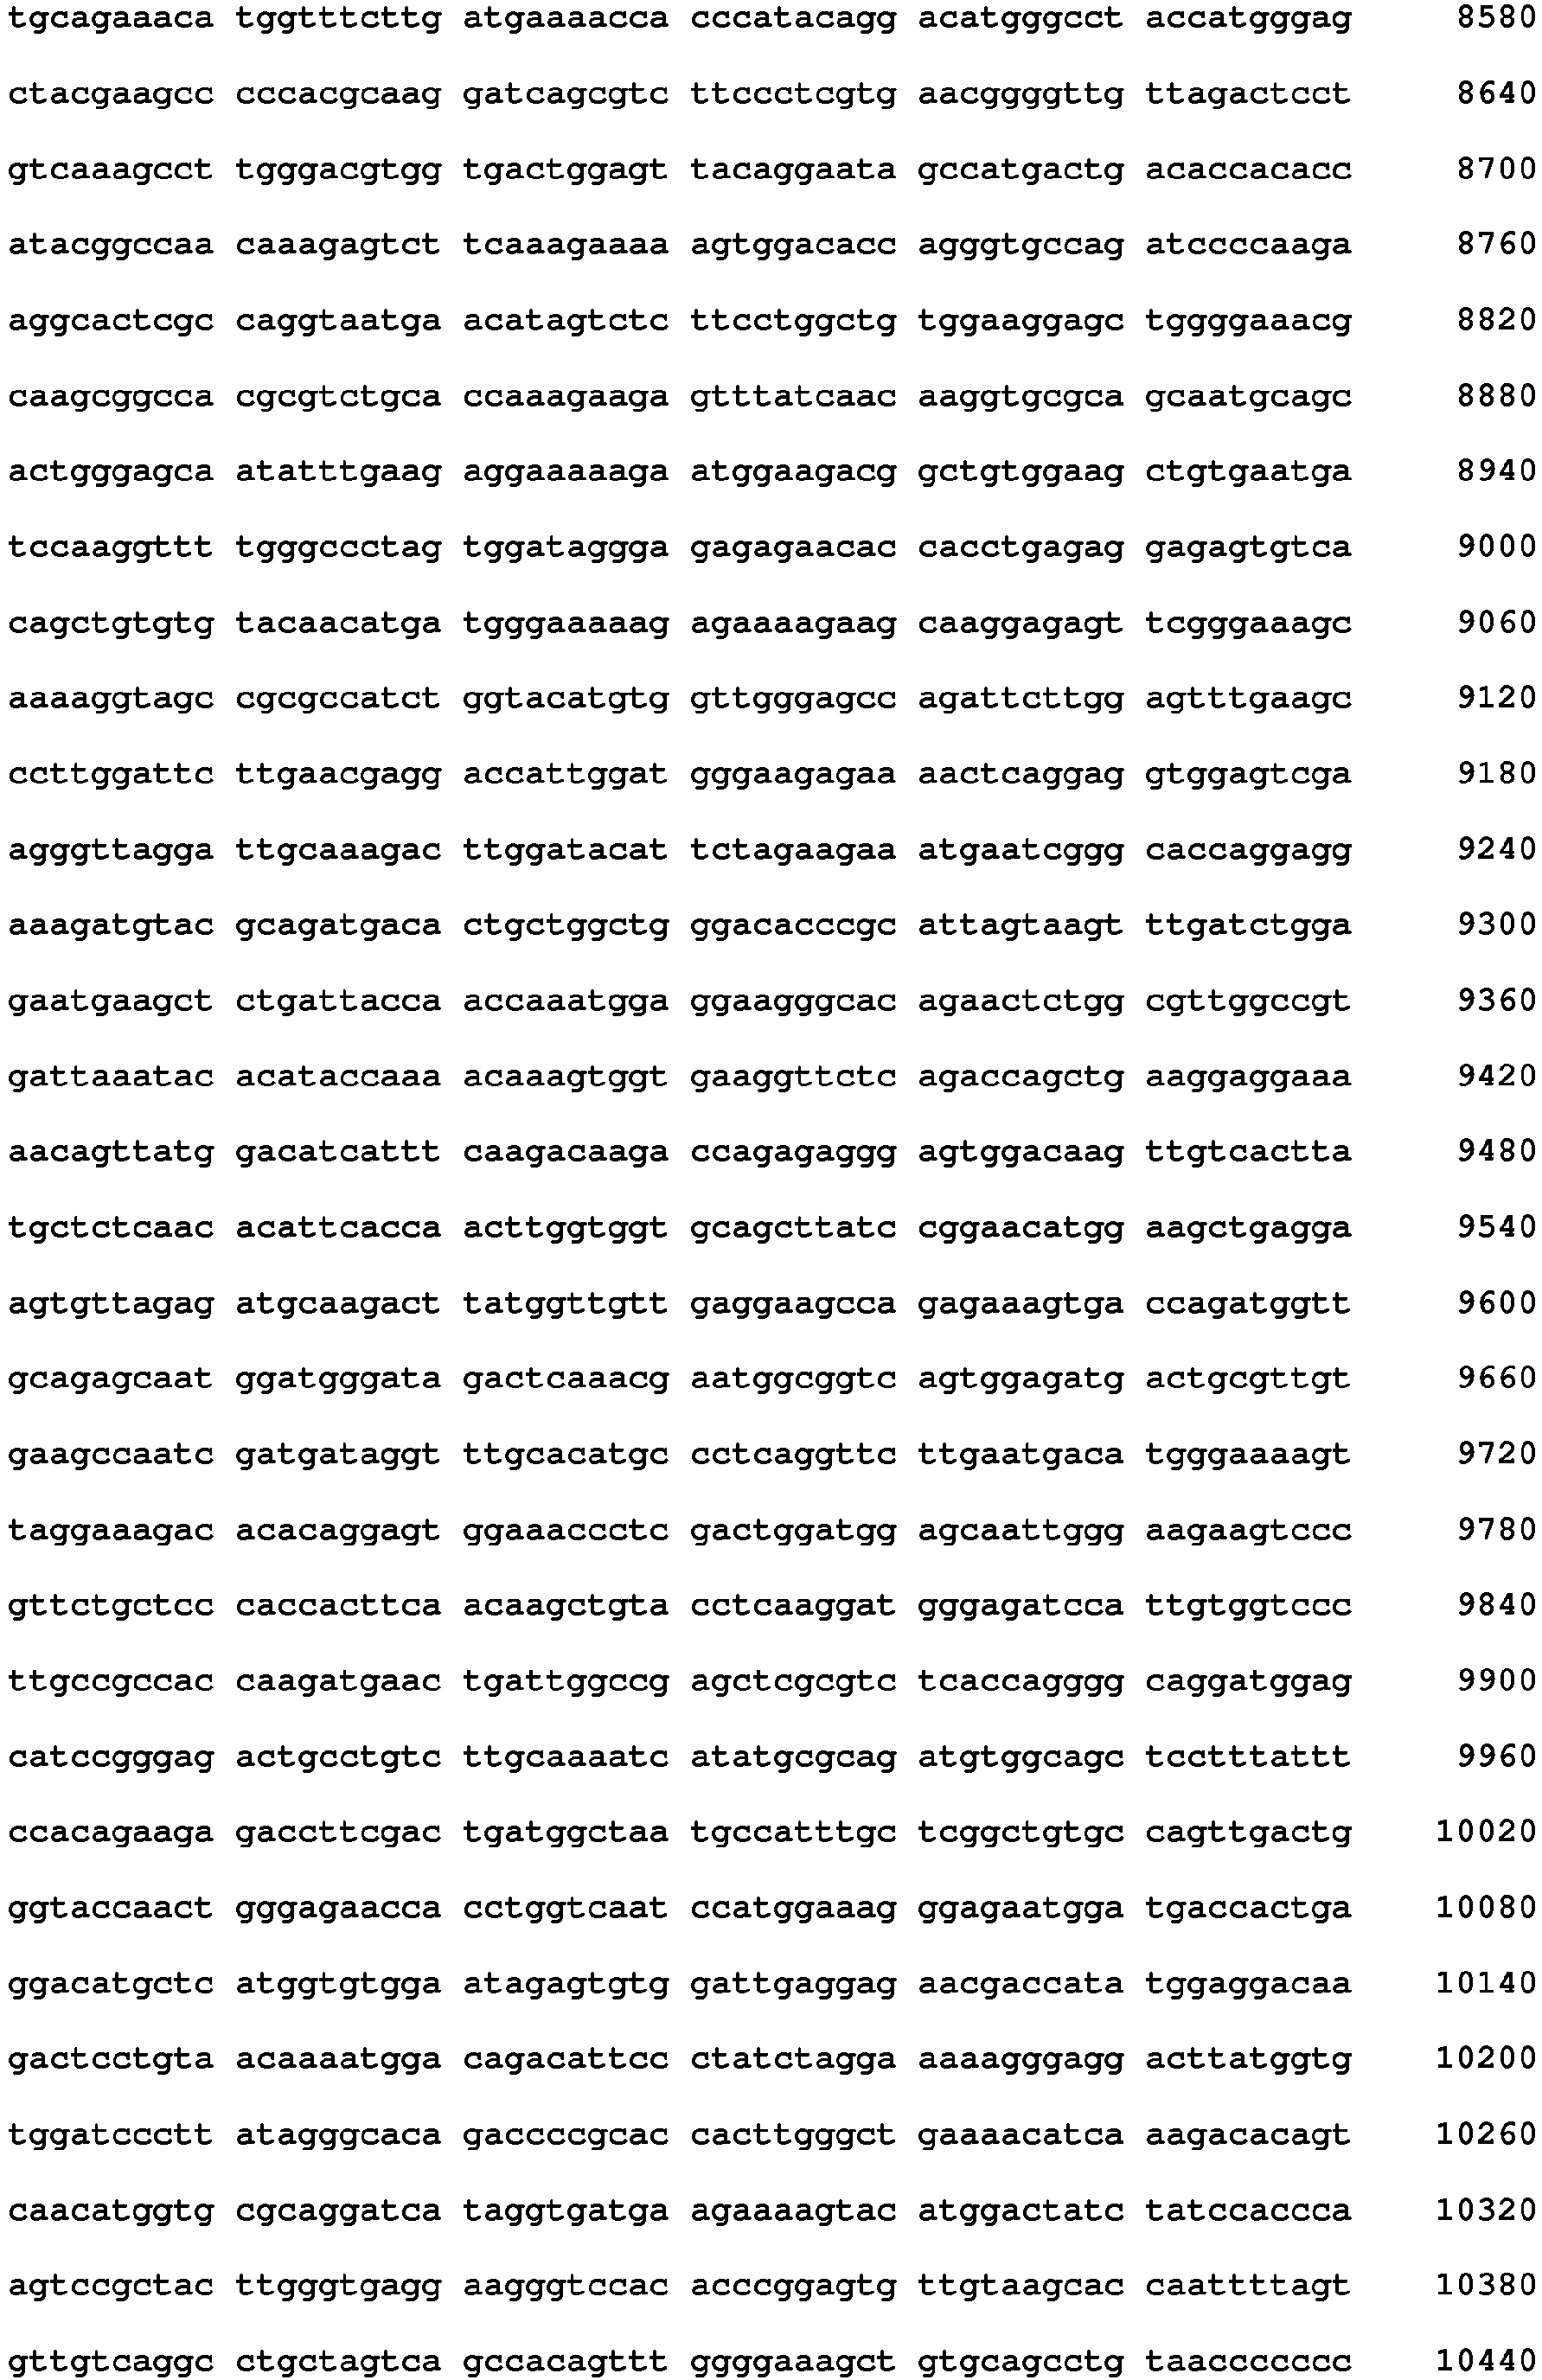 tgcagaaaca tggtttcttg atgaaaacca cccatacagg acatgggcct accatgggag 8580
ctacgaagcc cccacgcaag gatcagcgtc ttccctcgtg aacggggttg ttagactcct 8640
gtcaaagcct tgggacgtgg tgactggagt tacaggaata gccatgactg acaccacacc 8700
atacggccaa caaagagtct tcaaagaaaa agtggacacc agggtgccag atccccaaga 8760
aggcactcgc caggtaatga acatagtctc ttcctggctg tggaaggagc tggggaaacg 8820
caagcggcca cgcgtctgca ccaaagaaga gtttatcaac aaggtgcgca gcaatgcagc 8880
actgggagca atatttgaag aggaaaaaga atggaagacg gctgtggaag ctgtgaatga 8940
tccaaggttt tgggccctag tggataggga gagagaacac cacctgagag gagagtgtca 9000
cagctgtgtg tacaacatga tgggaaaaag agaaaagaag caaggagagt tcgggaaagc 9060
aaaaggtagc cgcgccatct ggtacatgtg gttgggagcc agattcttgg agtttgaagc 9120
ccttggattc ttgaacgagg accattggat gggaagagaa aactcaggag gtggagtcga 9180
agggttagga ttgcaaagac ttggatacat tctagaagaa atgaatcggg caccaggagg 9240
aaagatgtac gcagatgaca ctgctggctg ggacacccgc attagtaagt ttgatctgga 9300
gaatgaagct ctgattacca accaaatgga ggaagggcac agaactctgg cgttggccgt 9360
gattaaatac acataccaaa acaaagtggt gaaggttctc agaccagctg aaggaggaaa 9420
aacagttatg gacatcattt caagacaaga ccagagaggg agtggacaag ttgtcactta 9480
tgctctcaac acattcacca acttggtggt gcagcttatc cggaacatgg aagctgagga 9540
agtgttagag atgcaagact tatggttgtt gaggaagcca gagaaagtga ccagatggtt 9600
gcagagcaat ggatgggata gactcaaacg aatggcggtc agtggagatg actgcgttgt 9660
gaagccaatc gatgataggt ttgcacatgc cctcaggttc ttgaatgaca tgggaaaagt 9720
taggaaagac acacaggagt ggaaaccctc gactggatgg agcaattggg aagaagtccc 9780
gttctgctcc caccacttca acaagctgta cctcaaggat gggagatcca ttgtggtccc 9840
ttgccgccac caagatgaac tgattggccg agctcgcgtc tcaccagggg caggatggag 9900
catccgggag actgcctgtc ttgcaaaatc atatgcgcag atgtggcagc tcctttattt 9960
ccacagaaga gaccttcgac tgatggctaa tgccatttgc tcggctgtgc cagttgactg 10020
ggtaccaact gggagaacca cctggtcaat ccatggaaag ggagaatgga tgaccactga 10080
ggacatgctc atggtgtgga atagagtgtg gattgaggag aacgaccata tggaggacaa 10140
gactcctgta acaaaatgga cagacattcc ctatctagga aaaagggagg acttatggtg 10200
tggatccctt atagggcaca gaccccgcac cacttgggct gaaaacatca aagacacagt 10260
caacatggtg cgcaggatca taggtgatga agaaaagtac atggactatc tatccaccca 10320
agtccgctac ttgggtgagg aagggtccac acccggagtg ttgtaagcac caattttagt 10380
gttgtcaggc ctgctagtca gccacagttt ggggaaagct gtgcagcctg taaccccccc 10440